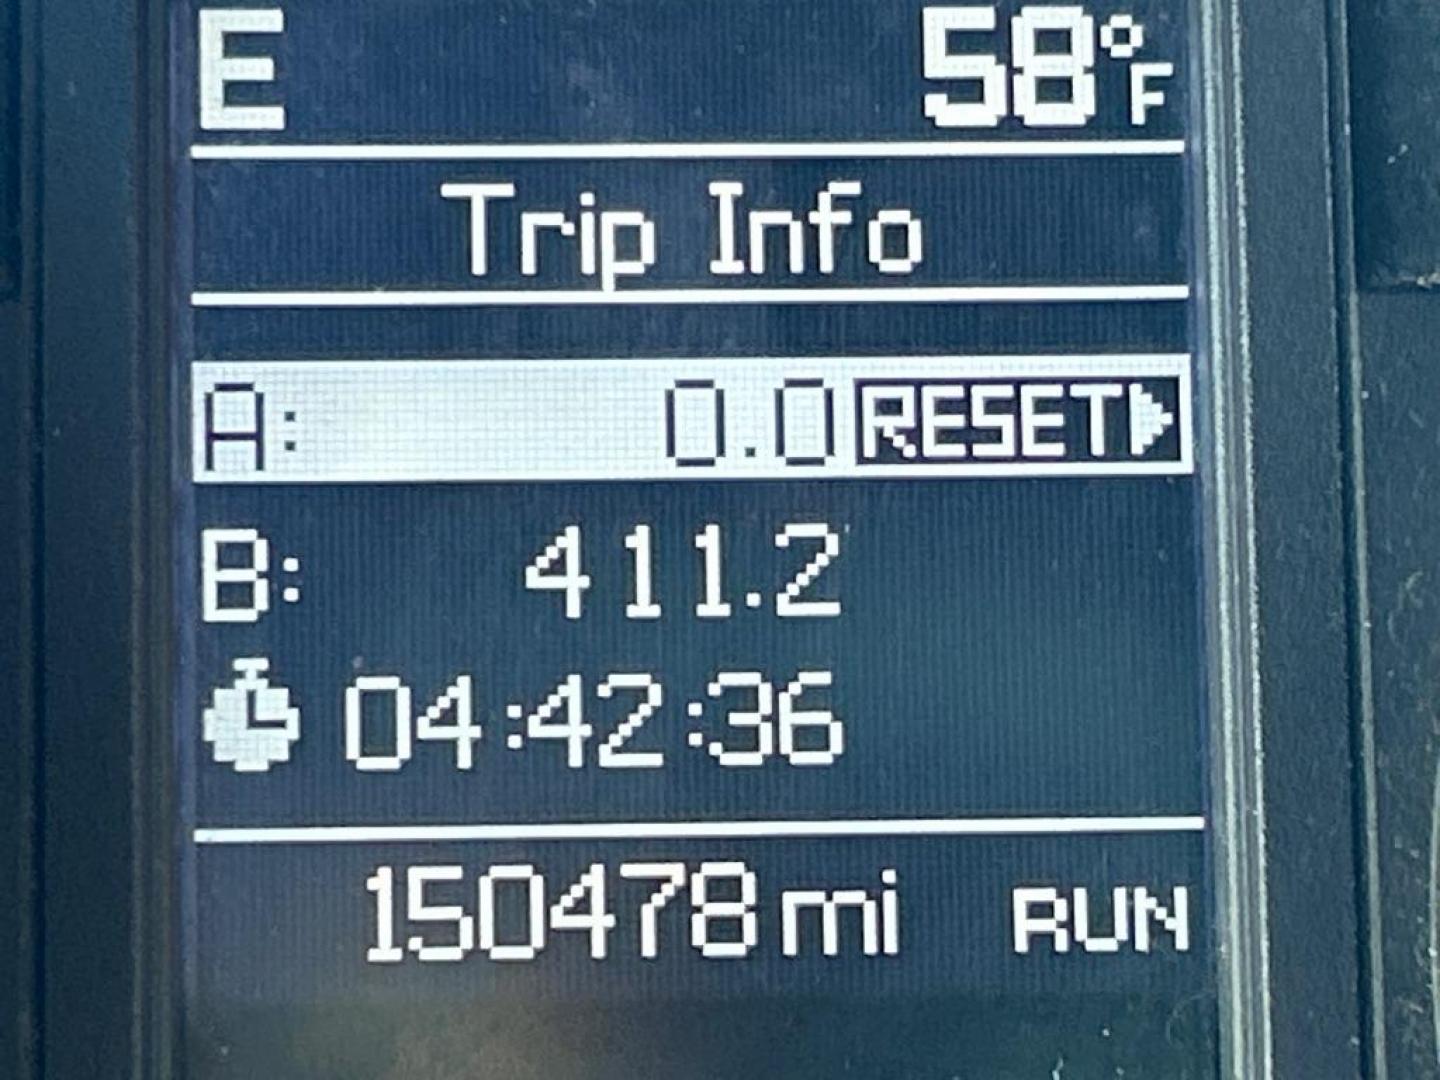 E 58°F
Trip Info
A: 0.0 RESET
B: 411.2
04:42:36
150478 mi RUN